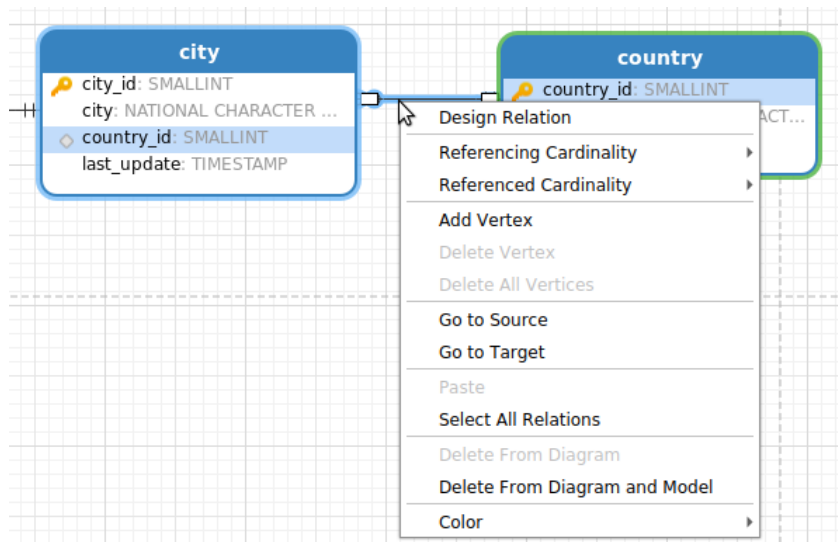 city
city_id: SMALLINT
city: NATIONAL CHARACTER ...
country_id: SMALLINT
last_update: TIMESTAMP
country
country_id: SMALLINT
ACT...
Design Relation
Referencing Cardinality
Referenced Cardinality
Add Vertex
Delete Vertex
Delete All Vertices
Go to Source
Go to Target
Paste
Select All Relations
Delete From Diagram
Delete From Diagram and Model
Color